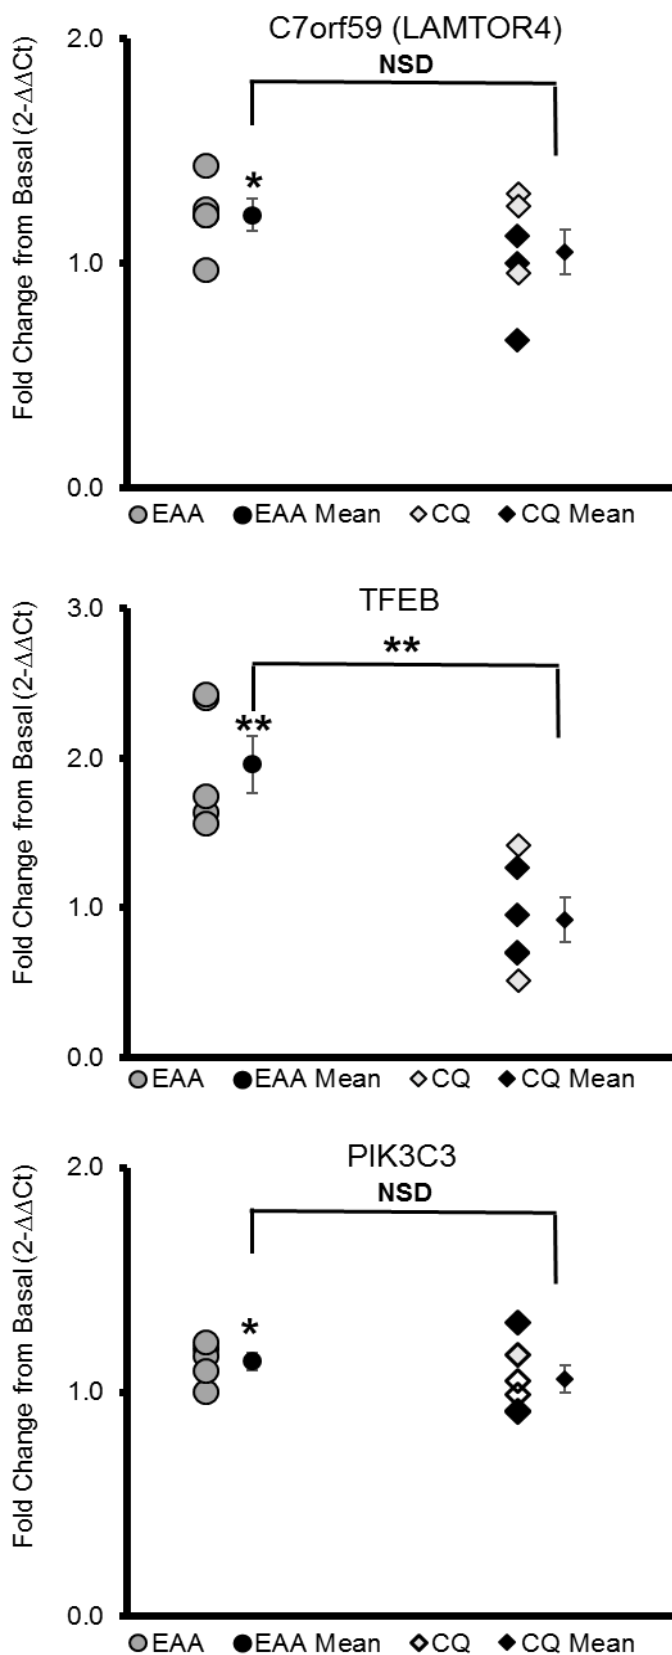 C7orf59 (LAMTOR4)
NSD
Fold Change from Basal (2-ΔΔCt)
2.0
*
1.0
0.0
EAA EAA Mean CQ CQ Mean
TFEB
**
Fold Change from Basal (2-ΔΔCt)
3.0
**
2.0
1.0
0.0
EAA EAA Mean CQ CQ Mean
PIK3C3
NSD
Fold Change from Basal (2-ΔΔCt)
2.0
*
1.0
0.0
EAA EAA Mean CQ CQ Mean